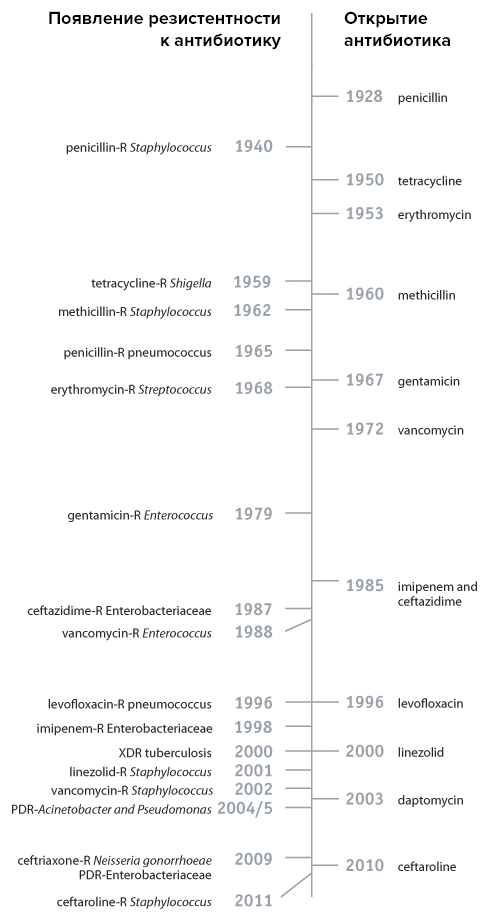 Появление резистентности
к антибиотику
Открытие
антибиотика
1928 penicillin
penicillin-R Staphylococcus 1940
1950 tetracycline
1953 erythromycin
tetracycline-R Shigella 1959
1960 methicillin
methicillin-R Staphylococcus 1962
penicillin-R pneumococcus 1965
1967 gentamicin
erythromycin-R Streptococcus 1968
1972 vancomycin
gentamicin-R Enterococcus 1979
1985 imipenem and
ceftazidime
ceftazidime-R Enterobacteriaceae 1987
vancomycin-R Enterococcus 1988
levofloxacin-R pneumococcus 1996
1996 levofloxacin
imipenem-R Enterobacteriaceae 1998
XDR tuberculosis 2000
2000 linezolid
linezolid-R Staphylococcus 2001
vancomycin-R Staphylococcus 2002
2003 daptomycin
PDR-Acinetobacter and Pseudomonas 2004/5
ceftriaxone-R Neisseria gonorrhoeae 2009
PDR-Enterobacteriaceae
2010 ceftaroline
ceftaroline-R Staphylococcus 2011